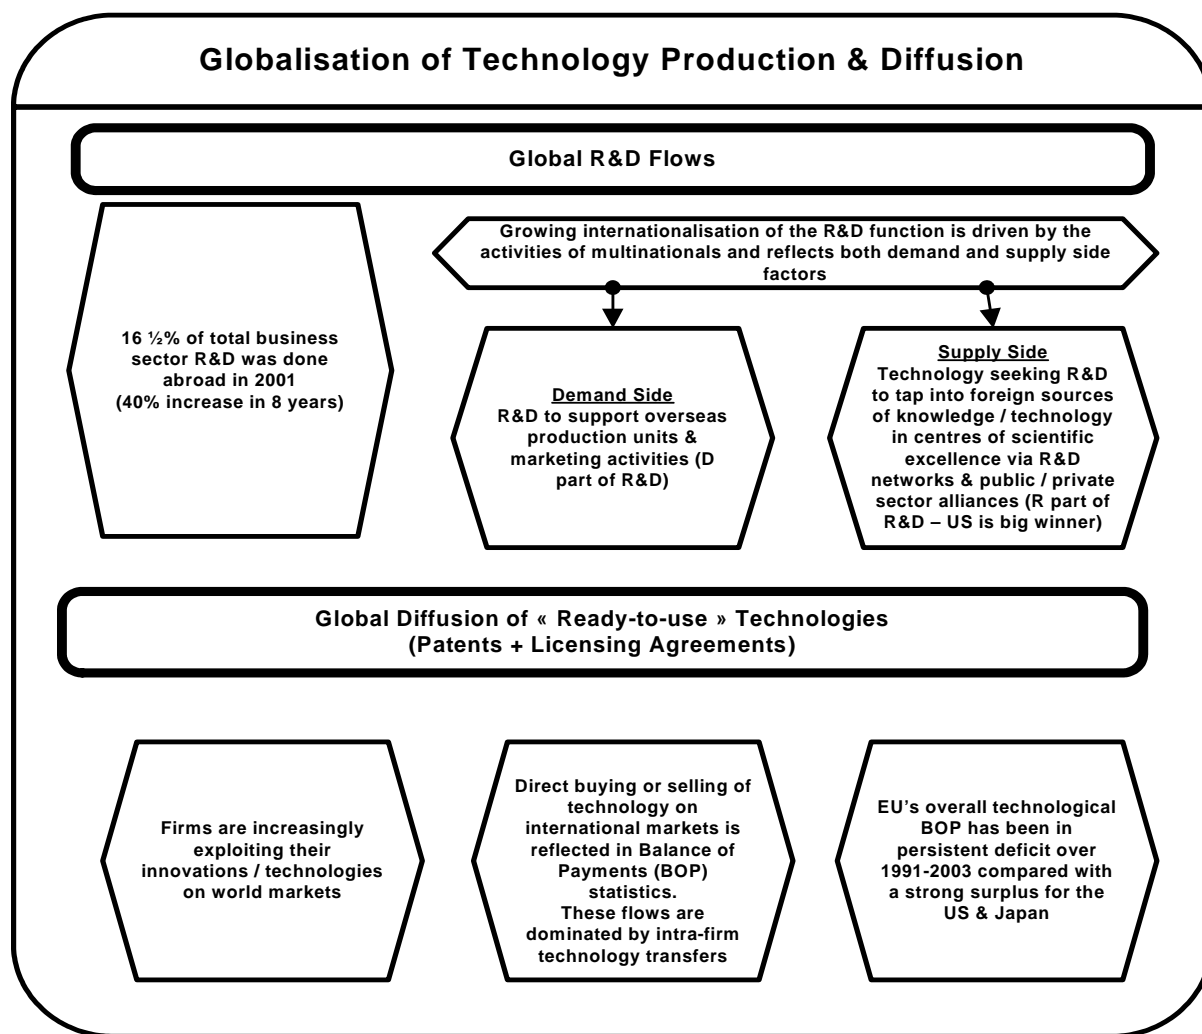 Globalisation of Technology Production & Diffusion
Global R&D Flows
16 ½% of total business
sector R&D was done
abroad in 2001
(40% increase in 8 years)
Growing internationalisation of the R&D function is driven by the
activities of multinationals and reflects both demand and supply side
factors
Demand Side
R&D to support overseas
production units &
marketing activities (D
part of R&D)
Supply Side
Technology seeking R&D
to tap into foreign sources
of knowledge / technology
in centres of scientific
excellence via R&D
networks & public / private
sector alliances (R part of
R&D – US is big winner)
Global Diffusion of « Ready-to-use » Technologies
(Patents + Licensing Agreements)
Firms are increasingly
exploiting their
innovations / technologies
on world markets
Direct buying or selling of
technology on
international markets is
reflected in Balance of
Payments (BOP)
statistics.
These flows are
dominated by intra-firm
technology transfers
EU's overall technological
BOP has been in
persistent deficit over
1991-2003 compared with
a strong surplus for the
US & Japan